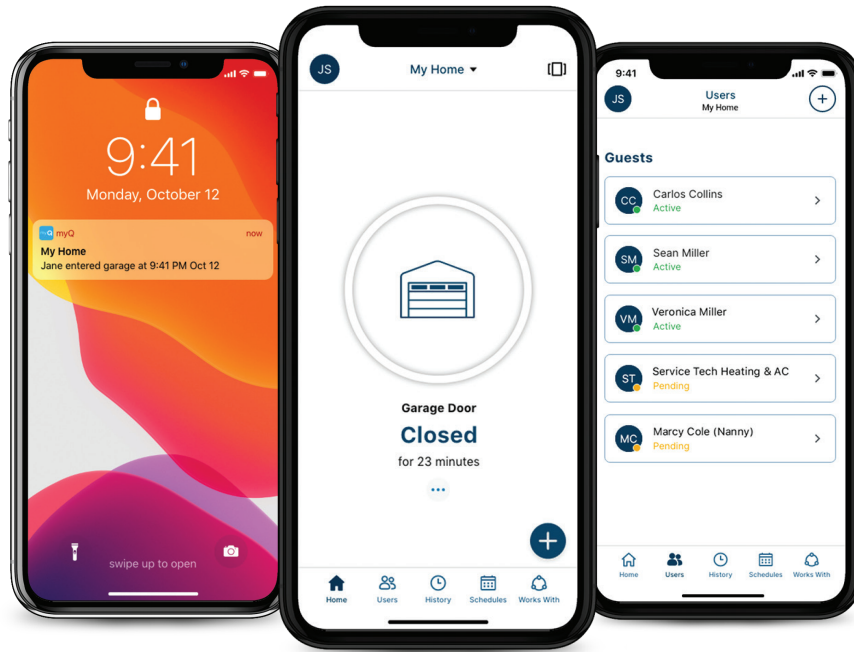 9:41
Monday, October 12
myQ myQ now
My Home
Jane entered garage at 9:41 PM Oct 12
swipe up to open
JS My Home
Garage Door
Closed
for 23 minutes
Home Users History Schedules Works With
9:41
JS Users
My Home
Guests
CC Carlos Collins
Active
SM Sean Miller
Active
VM Veronica Miller
Active
ST Service Tech Heating & AC
Pending
MC Marcy Cole (Nanny)
Pending
Home Users History Schedules Works With